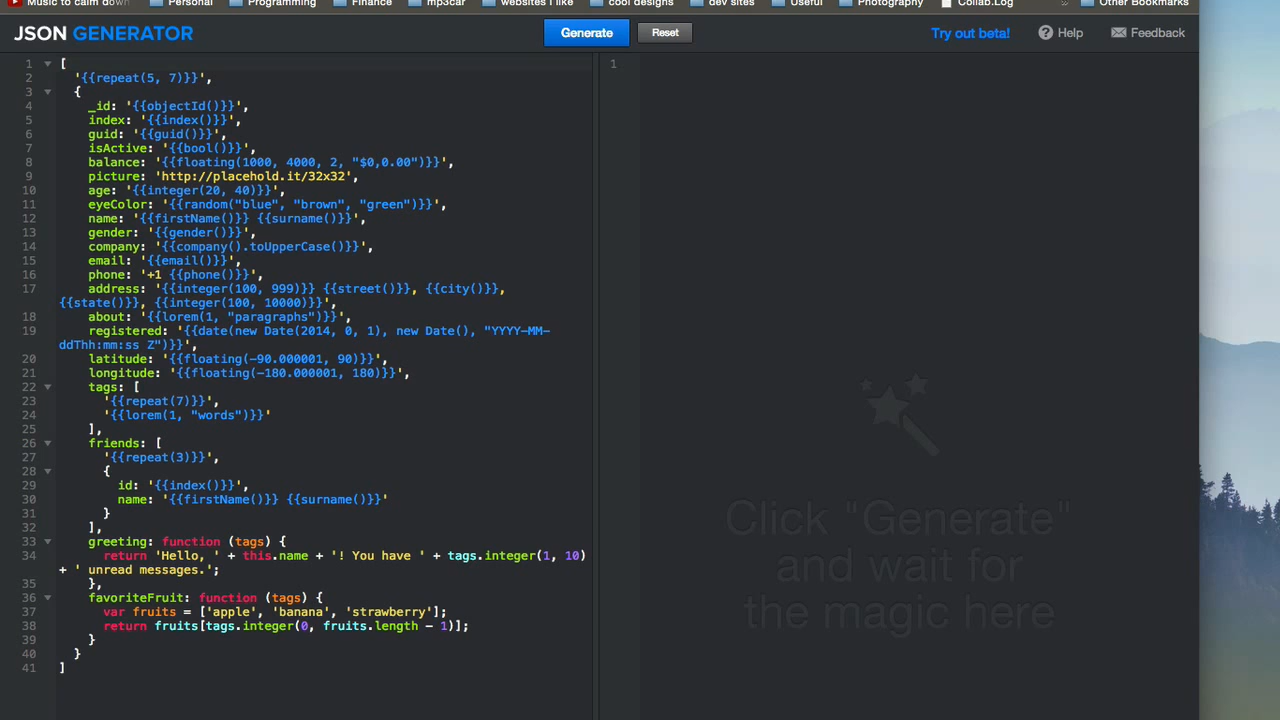 Music to calm down Personal Programming Finance mp3car websites I like cool designs dev sites Useful Photography Collab.Log » Other Bookmarks
JSON GENERATOR Generate Reset Try out beta! Help Feedback
1 [
2 '{{repeat(5, 7)}}',
3 {
4 _id: '{{objectId()}}',
5 index: '{{index()}}',
6 guid: '{{guid()}}',
7 isActive: '{{bool()}}',
8 balance: '{{floating(1000, 4000, 2, "$0,0.00")}}',
9 picture: 'http://placehold.it/32x32',
10 age: '{{integer(20, 40)}}',
11 eyeColor: '{{random("blue", "brown", "green")}}',
12 name: '{{firstName()}} {{surname()}}',
13 gender: '{{gender()}}',
14 company: '{{company().toUpperCase()}}',
15 email: '{{email()}}',
16 phone: '+1 {{phone()}}',
17 address: '{{integer(100, 999)}} {{street()}}, {{city()}},
{{state()}}, {{integer(100, 10000)}}',
18 about: '{{lorem(1, "paragraphs")}}',
19 registered: '{{date(new Date(2014, 0, 1), new Date(), "YYYY-MM-
ddThh:mm:ss Z")}}',
20 latitude: '{{floating(-90.000001, 90)}}',
21 longitude: '{{floating(-180.000001, 180)}}',
22 tags: [
23 '{{repeat(7)}}',
24 '{{lorem(1, "words")}}'
25 ],
26 friends: [
27 '{{repeat(3)}}',
28 {
29 id: '{{index()}}',
30 name: '{{firstName()}} {{surname()}}'
31 }
32 ],
33 greeting: function (tags) {
34 return 'Hello, ' + this.name + '! You have ' + tags.integer(1, 10)
+ ' unread messages.';
35 },
36 favoriteFruit: function (tags) {
37 var fruits = ['apple', 'banana', 'strawberry'];
38 return fruits[tags.integer(0, fruits.length - 1)];
39 }
40 }
41 ]
1
Click "Generate"
and wait for
the magic here